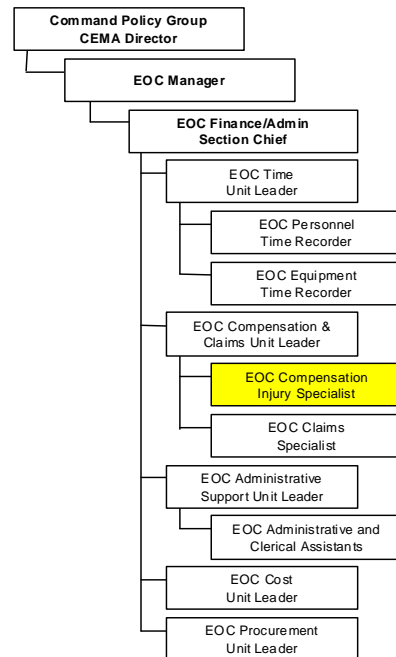 Command Policy Group
CEMA Director
EOC Manager
EOC Finance/Admin
Section Chief
EOC Time
Unit Leader
EOC Personnel
Time Recorder
EOC Equipment
Time Recorder
EOC Compensation &
Claims Unit Leader
EOC Compensation
Injury Specialist
EOC Claims
Specialist
EOC Administrative
Support Unit Leader
EOC Administrative and
Clerical Assistants
EOC Cost
Unit Leader
EOC Procurement
Unit Leader